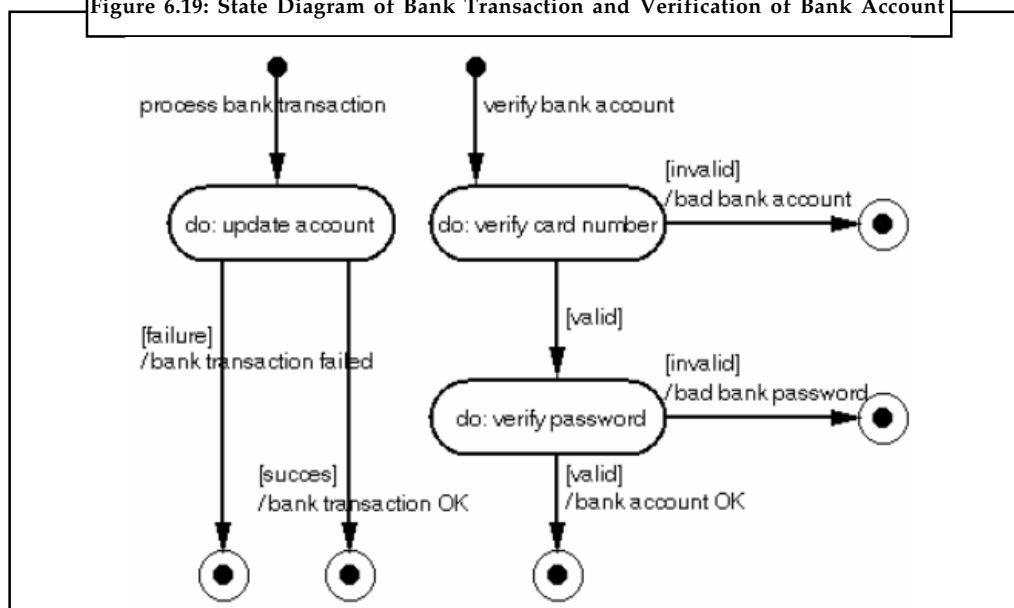 Figure 6.19: State Diagram of Bank Transaction and Verification of Bank Account
process bank transaction
verify bank account
[invalid]
/bad bank account
do: update account
do: verify card number
[failure]
/bank transaction failed
[valid]
[invalid]
/bad bank password
do: verify password
[succes]
/bank transaction OK
[valid]
/bank account OK